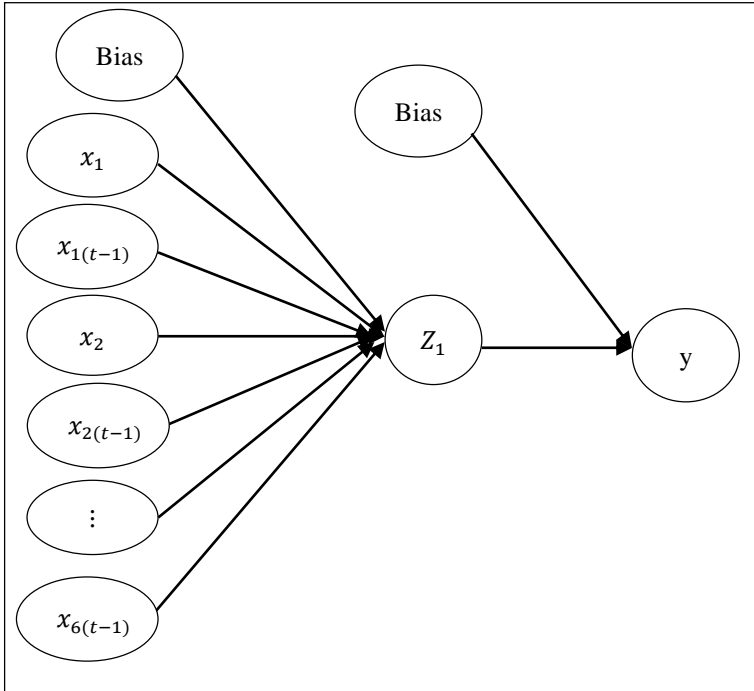 Bias
Bias
x₁
x₁₍ₜ₋₁₎
x₂
Z₁
y
x₂₍ₜ₋₁₎
⋮
x₆₍ₜ₋₁₎